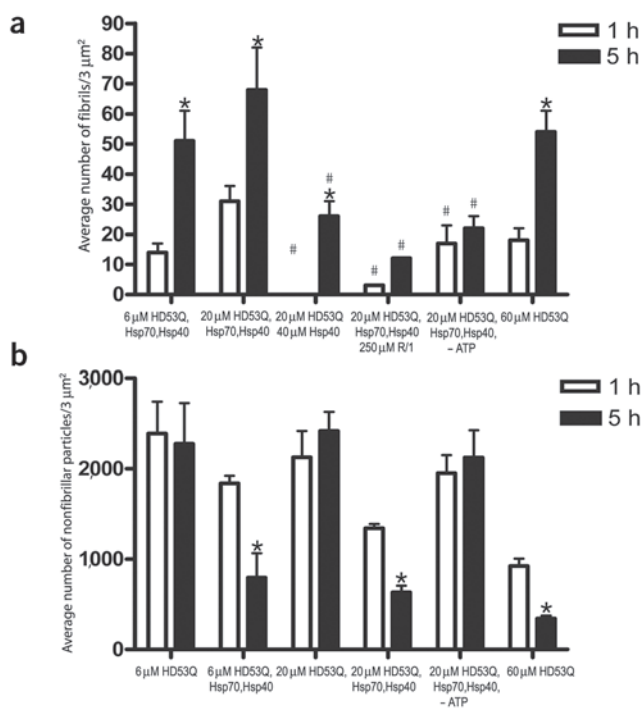 a
Average number of fibrils/3 μm²
90
80
70
60
50
40
30
20
10
0
1 h
5 h
*
*
#
#
*
#
#
#
#
*
6 μM HD53Q,
Hsp70,Hsp40
20 μM HD53Q,
Hsp70,Hsp40
20 μM HD53Q
40 μM Hsp40
20 μM HD53Q,
Hsp70,Hsp40
250 μM R/1
20 μM HD53Q,
Hsp70,Hsp40,
– ATP
60 μM HD53Q
b
Average number of nonfibrillar particles/3 μm²
3,000
2000
1000
0
1 h
5 h
*
*
*
6 μM HD53Q
6 μM HD53Q,
Hsp70,Hsp40
20 μM HD53Q
20 μM HD53Q,
Hsp70,Hsp40
20 μM HD53Q,
Hsp70,Hsp40,
– ATP
60 μM HD53Q